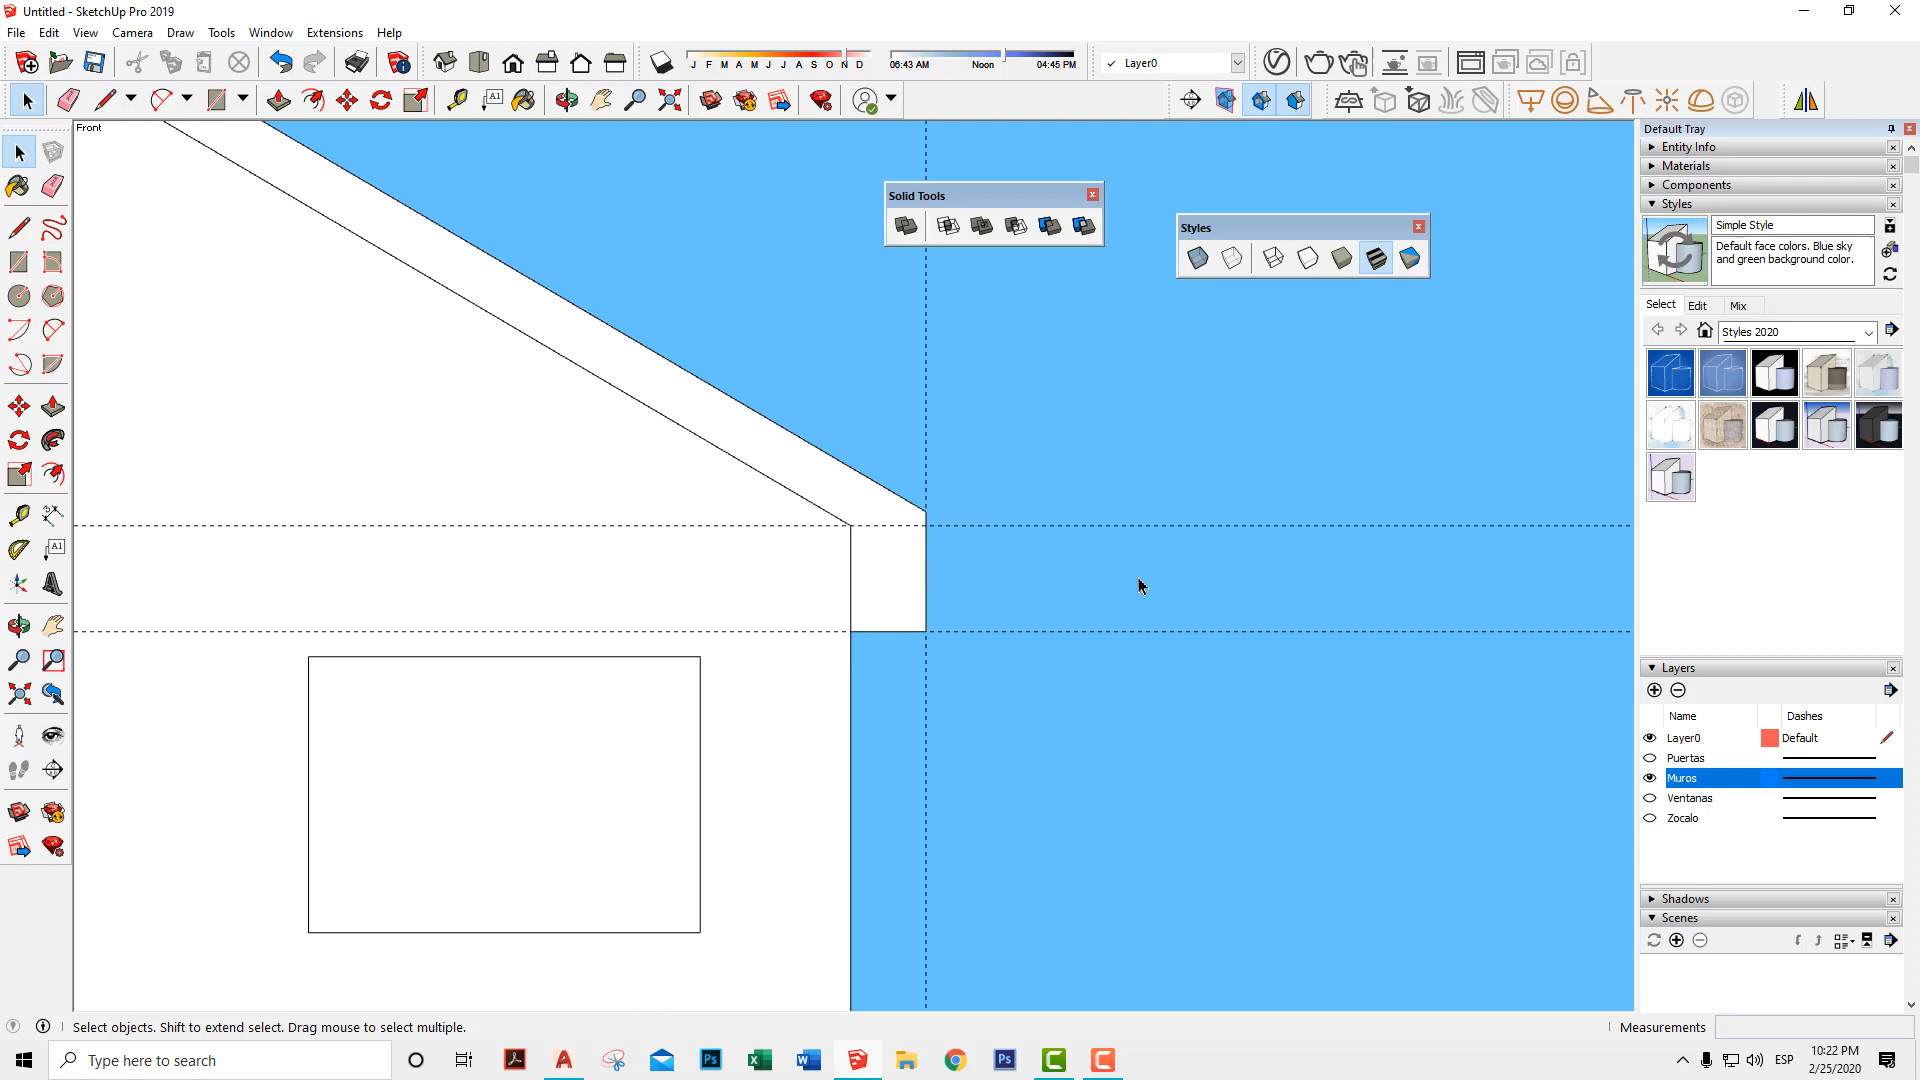 Untitled - SketchUp Pro 2019
File Edit View Camera Draw Tools Window Extensions Help
J F M A M J J A S O N D
06:43 AM Noon 04:45 PM
✓ Layer0
A1
Front
Default Tray
Entity Info
Materials
Components
Styles
Simple Style
Default face colors. Blue sky
and green background color.
Select Edit Mix
Styles 2020
Solid Tools
Styles
A1
Layers
Name Dashes
Layer0 Default
Puertas
Muros
Ventanas
Zocalo
Shadows
Scenes
Select objects. Shift to extend select. Drag mouse to select multiple.
Measurements
Type here to search
Ps
Ps
ESP
10:22 PM
2/25/2020